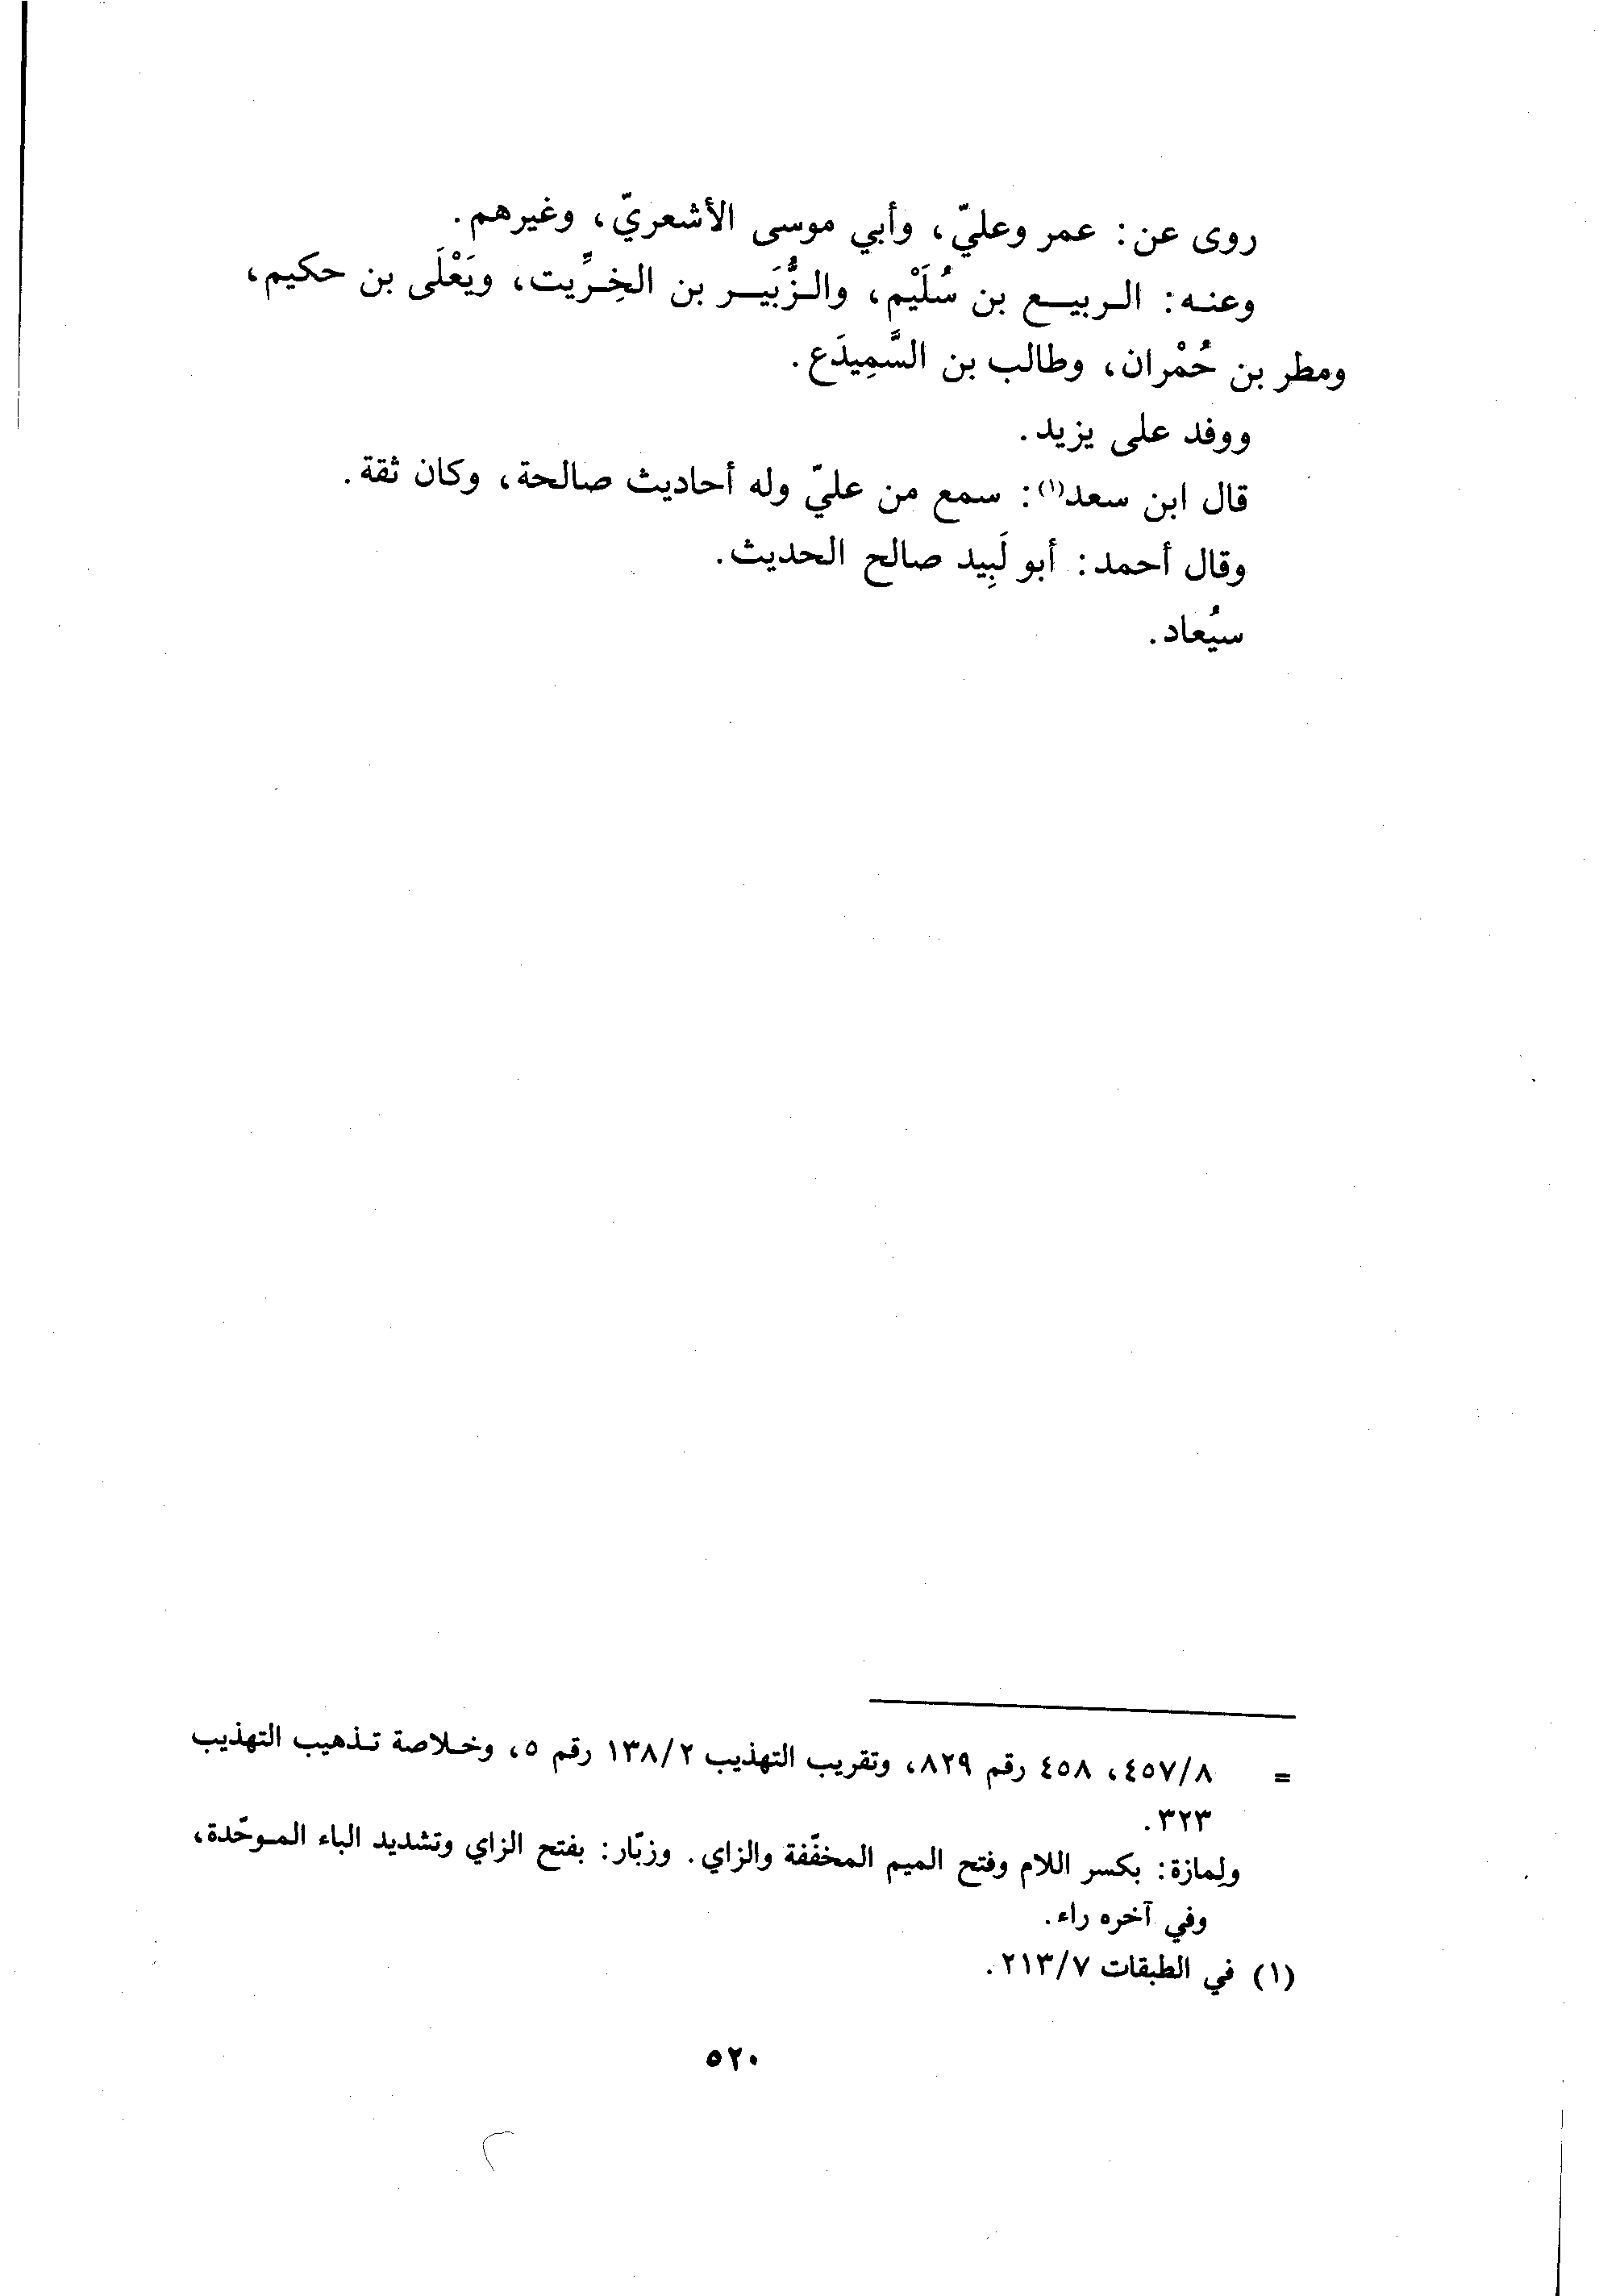 روى عن: عمر وعليّ، وأبي موسى الأشعريّ، وغيرهم.
وعنه: الربيع بن سُلَيْم، والزُّبَير بن الخِرِّيت، ويَعْلَى بن حكيم،
ومطر بن حُمْران، وطالب بن السَّمِيدَع.
ووفد على يزيد.
قال ابن سعد(١): سمع من عليّ وله أحاديث صالحة، وكان ثقة.
وقال أحمد: أبو لَبِيد صالح الحديث.
سيُعاد.
= ٤٥٧/٨، ٤٥٨ رقم ٨٢٩، وتقريب التهذيب ١٣٨/٢ رقم ٥، وخلاصة تذهيب التهذيب
٣٢٣.
ولِمازة: بكسر اللام وفتح الميم المخفّفة والزاي. وزبّار: بفتح الزاي وتشديد الباء الموحّدة،
وفي آخره راء.
(١) في الطبقات ٢١٣/٧.
٥٢٠